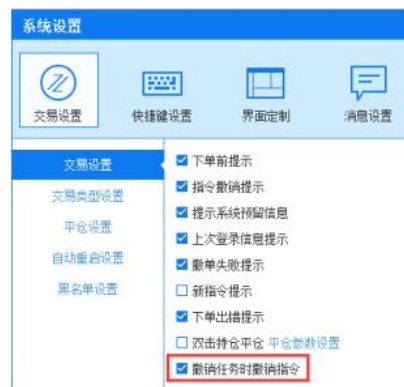 系统设置
交易设置
快捷键设置
界面定制
消息设置
交易设置
交易类型设置
平仓设置
自动重启设置
黑名单设置
下单前提示
指令撤销提示
提示系统预留信息
上次登录信息提示
撤单失败提示
新指令提示
下单出错提示
双击持仓平仓 平仓参数设置
撤销任务时撤销指令